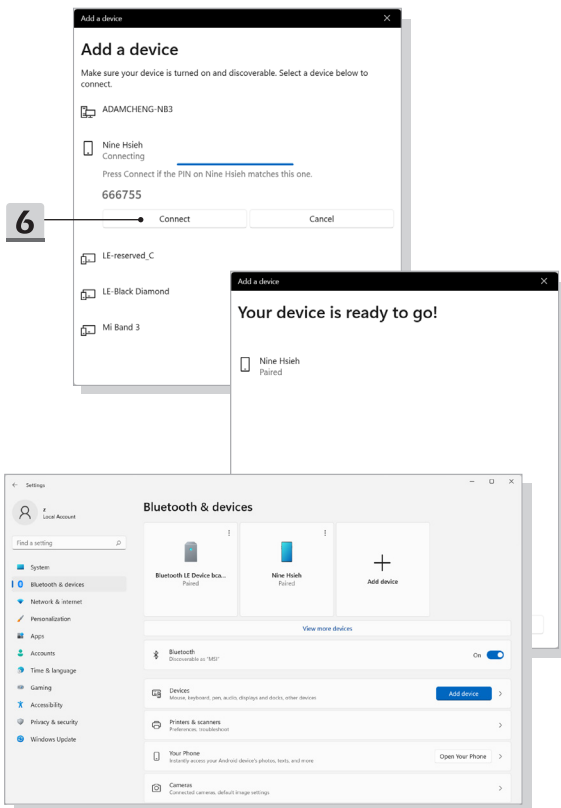 Add a device
Add a device
Make sure your device is turned on and discoverable. Select a device below to
connect.
ADAMCHENG-NB3
Nine Hsieh
Connecting
Press Connect if the PIN on Nine Hsieh matches this one.
666755
6
Connect
Cancel
LE-reserved_C
LE-Black Diamond
Mi Band 3
Add a device
Your device is ready to go!
Nine Hsieh
Paired
Settings
Local Account
Find a setting
System
Bluetooth & devices
Network & internet
Personalization
Apps
Accounts
Time & language
Gaming
Accessibility
Privacy & security
Windows Update
Bluetooth & devices
Bluetooth LE Device bca...
Paired
Nine Hsieh
Paired
Add device
View more devices
Bluetooth
Discoverable as "MSI"
On
Devices
Mouse, keyboard, pen, audio, displays and docks, other devices
Add device
Printers & scanners
Preferences, troubleshoot
Your Phone
Instantly access your Android device's photos, texts, and more
Open Your Phone
Cameras
Connected cameras, default image settings